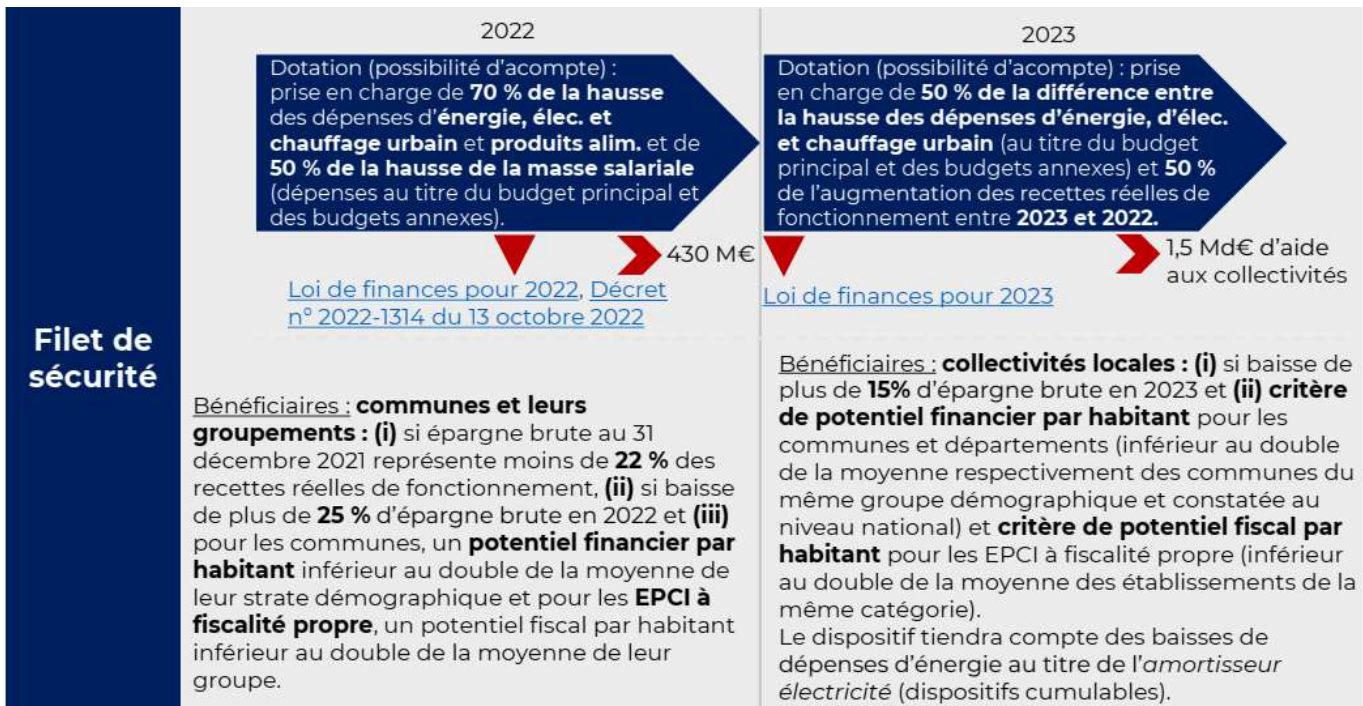 Filet de
sécurité
2022
Dotation (possibilité d’acompte) :
prise en charge de 70 % de la hausse
des dépenses d’énergie, élec. et
chauffage urbain et produits alim. et de
50 % de la hausse de la masse salariale
(dépenses au titre du budget principal et
des budgets annexes).
430 M€
Loi de finances pour 2022, Décret
n° 2022-1314 du 13 octobre 2022
Bénéficiaires : communes et leurs
groupements : (i) si épargne brute au 31
décembre 2021 représente moins de 22 % des
recettes réelles de fonctionnement, (ii) si baisse
de plus de 25 % d’épargne brute en 2022 et (iii)
pour les communes, un potentiel financier par
habitant inférieur au double de la moyenne de
leur strate démographique et pour les EPCI à
fiscalité propre, un potentiel fiscal par habitant
inférieur au double de la moyenne de leur
groupe.
2023
Dotation (possibilité d’acompte) : prise
en charge de 50 % de la différence entre
la hausse des dépenses d’énergie, d’élec.
et chauffage urbain (au titre du budget
principal et des budgets annexes) et 50 %
de l’augmentation des recettes réelles de
fonctionnement entre 2023 et 2022.
1,5 Md€ d’aide
aux collectivités
Loi de finances pour 2023
Bénéficiaires : collectivités locales : (i) si baisse de
plus de 15% d’épargne brute en 2023 et (ii) critère
de potentiel financier par habitant pour les
communes et départements (inférieur au double
de la moyenne respectivement des communes du
même groupe démographique et constatée au
niveau national) et critère de potentiel fiscal par
habitant pour les EPCI à fiscalité propre (inférieur
au double de la moyenne des établissements de la
même catégorie).
Le dispositif tiendra compte des baisses de
dépenses d’énergie au titre de l’amortisseur
électricité (dispositifs cumulables).